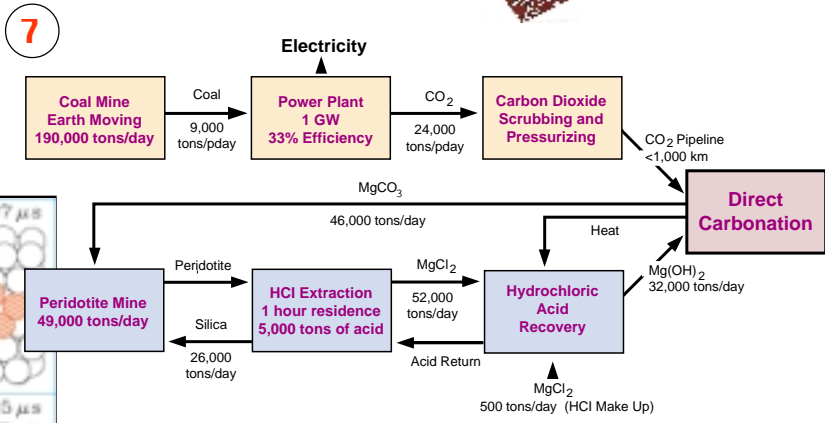 7
Electricity
Coal Mine
Earth Moving
190,000 tons/day
Coal
9,000
tons/pday
Power Plant
1 GW
33% Efficiency
CO2
24,000
tons/pday
Carbon Dioxide
Scrubbing and
Pressurizing
CO2 Pipeline
<1,000 km
Direct
Carbonation
MgCO3
46,000 tons/day
Heat
Mg(OH)2
32,000 tons/day
7 μs
Peridotite Mine
49,000 tons/day
Peridotite
Silica
26,000
tons/day
HCl Extraction
1 hour residence
5,000 tons of acid
MgCl2
52,000
tons/day
Acid Return
Hydrochloric
Acid
Recovery
MgCl2
500 tons/day (HCl Make Up)
5 μs